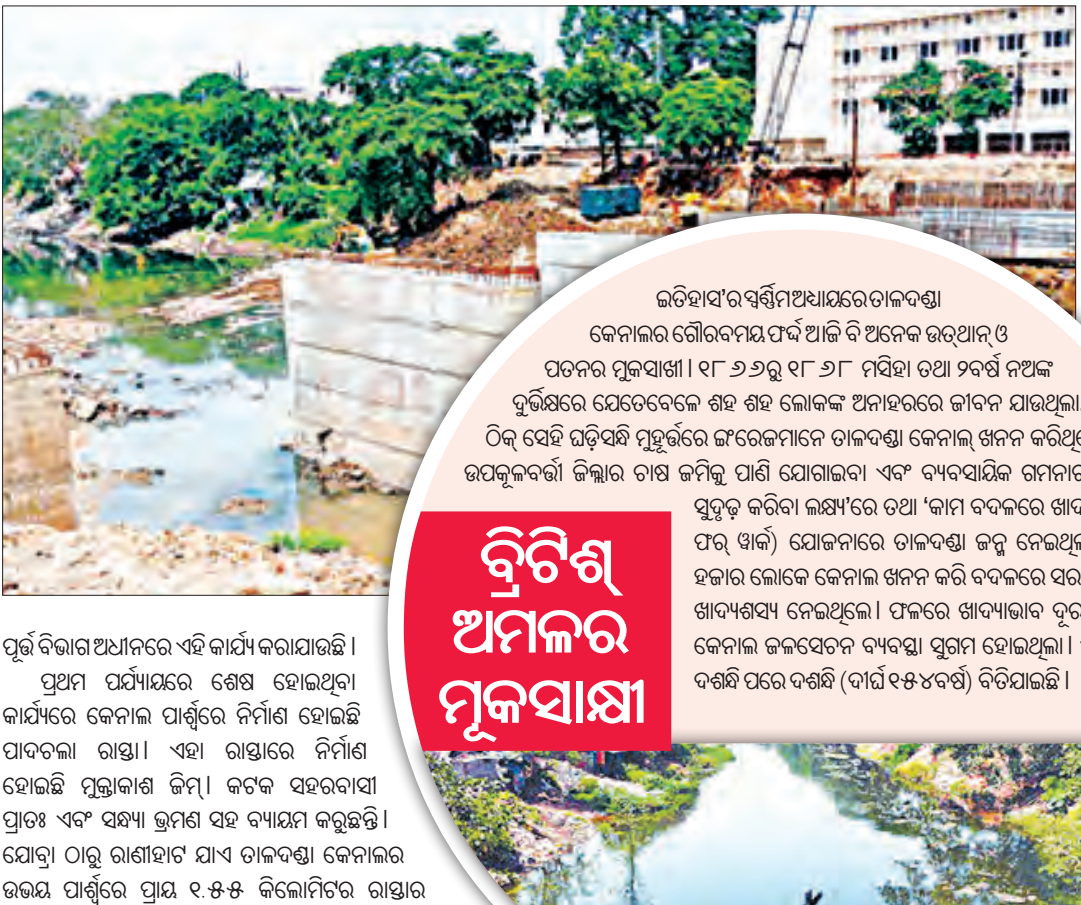 ଇତିହାସ'ର ସ୍ୱର୍ଣ୍ଣିମ ଅଧ୍ୟାୟରେ ତାଳଦଣ୍ଡା
କେନାଲର ଗୌରବମୟ ଫର୍ଦ୍ଦ ଆଜି ବି ଅନେକ ଉତ୍‌ଥାନ୍ ଓ
ପତନର ମୁକସାଖୀ । ୧୮୬୬ରୁ ୧୮୬୮ ମସିହା ତଥା ୨ବର୍ଷ ନଅଙ୍କ
ଦୁର୍ଭିକ୍ଷରେ ଯେତେବେଳେ ଶହ ଶହ ଲୋକଙ୍କ ଅନାହରରେ ଜୀବନ ଯାଉଥିଲା
ଠିକ୍ ସେହି ଘଡ଼ିସନ୍ଧି ମୁହୂର୍ତ୍ତରେ ଇଂରେଜମାନେ ତାଳଦଣ୍ଡା କେନାଲ୍ ଖନନ
ଉପକୂଳବର୍ତ୍ତୀ ଜିଲ୍ଲାର ଚାଷ ଜମିକୁ ପାଣି ଯୋଗାଇବା ଏବଂ ବ୍ୟବସାୟିକ
ସୁଦୃଢ଼ କରିବା ଲକ୍ଷ୍ୟ'ରେ ତଥା ‘କାମ ବଦଳରେ
ଫର୍ ୱାର୍କ) ଯୋଜନାରେ ତାଳଦଣ୍ଡା ଜନ୍ମ
ହଜାର ଲୋକେ କେନାଲ ଖନନ କରି ବଦଳରେ
ଖାଦ୍ୟଶସ୍ୟ ନେଇଥିଲେ । ଫଳରେ ଖାଦ୍ୟାଭାବ
କେନାଲ ଜଳସେଚନ ବ୍ୟବସ୍ଥା ସୁଗମ ହୋଇଥିଲା ।
ଦଶନ୍ଧି ପରେ ଦଶନ୍ଧି (ଦୀର୍ଘ ୧୫୪ବର୍ଷ) ବିତିଯାଇଛି ।
ବ୍ରିଟିଶ୍
ଅମଳର
ମୂକସାକ୍ଷୀ
ପୂର୍ତ୍ତ ବିଭାଗ ଅଧୀନରେ ଏହି କାର୍ଯ୍ୟ କରାଯାଉଛି ।
ପ୍ରଥମ ପର୍ଯ୍ୟାୟରେ ଶେଷ ହୋଇଥିବା
କାର୍ଯ୍ୟରେ କେନାଲ ପାର୍ଶ୍ୱରେ ନିର୍ମାଣ ହୋଇଛି
ପାଦଚଲା ରାସ୍ତା । ଏହା ରାସ୍ତାରେ ନିର୍ମାଣ
ହୋଇଛି ମୁକ୍ତାକାଶ ଜିମ୍ । କଟକ ସହରବାସୀ
ପ୍ରାତଃ ଏବଂ ସନ୍ଧ୍ୟା ଭ୍ରମଣ ସହ ବ୍ୟାୟମ କରୁଛନ୍ତି ।
ଯୋବ୍ରା ଠାରୁ ରାଣୀହାଟ ଯାଏ ତାଳଦଣ୍ଡା କେନାଲର
ଉଭୟ ପାର୍ଶ୍ୱରେ ପ୍ରାୟ ୧.୫୫ କିଲୋମିଟର ରାସ୍ତାର